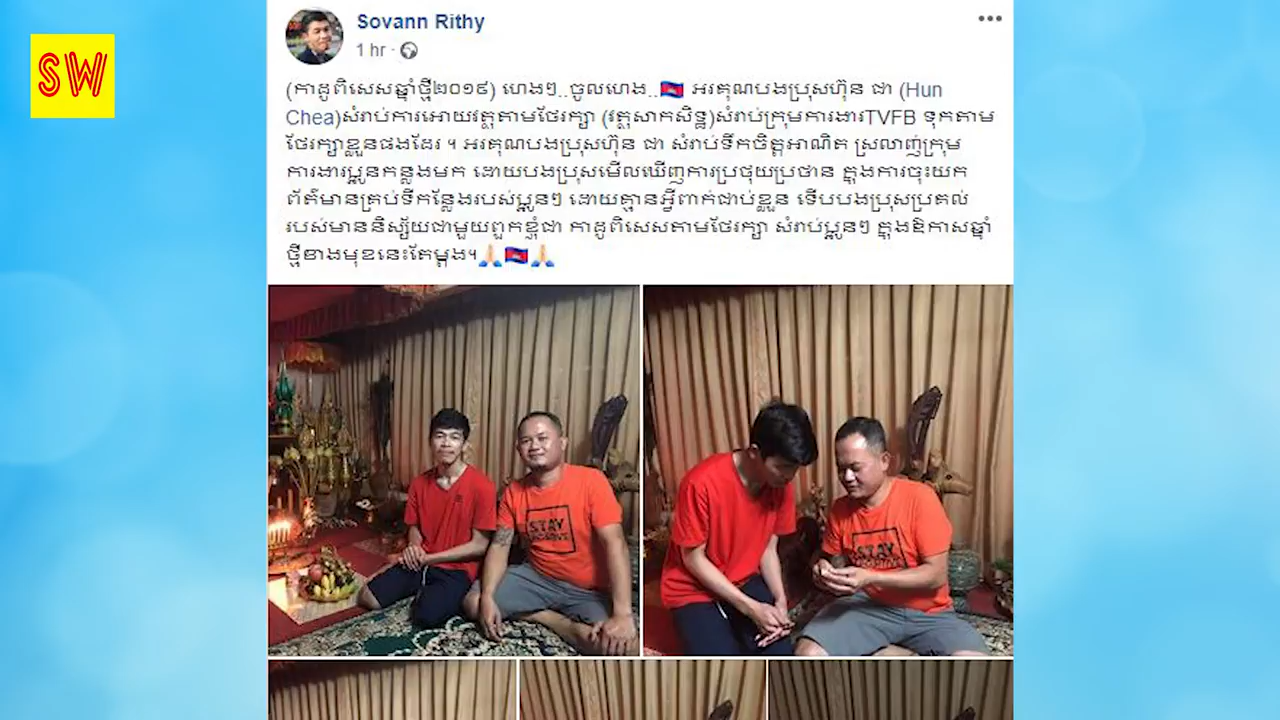 SW
Sovann Rithy
1 hr ·
(កាដូពិសេសឆ្នាំថ្មី២០១៩) ហេងៗ..ចូលហេង..🇰🇭 អរគុណបងប្រុសហ៊ុន ជា (Hun
Chea)សំរាប់ការអោយវត្ថុតាមថែរក្សា (វត្ថុសាកសិទ្ឋ)សំរាប់ក្រុមការងារTVFB ទុកតាម
ថែរក្សាខ្លួនផងដែរ ។ អរគុណបងប្រុសហ៊ុន ជា សំរាប់ទឹកចិត្តអាណិត ស្រលាញ់ក្រុម
ការងារប្អូនកន្លងមក ដោយបងប្រុសមើលឃើញការប្រថុយប្រថាន ក្នុងការចុះយក
ព័ត៌មានគ្រប់ទីកន្លែងរបស់ប្អូនៗ ដោយគ្មានអ្វីពាក់ជាប់ខ្លួន ទើបបងប្រុសប្រគល់
របស់មាននិស្ស័យជាមួយពួកខ្ញុំជា កាដូពិសេសតាមថែរក្សា សំរាប់ប្អូនៗ ក្នុងឱកាសឆ្នាំ
ថ្មីខាងមុខនេះតែម្តង។🙏🇰🇭🙏
STAY
POSITIVE
STAY
POSITIVE